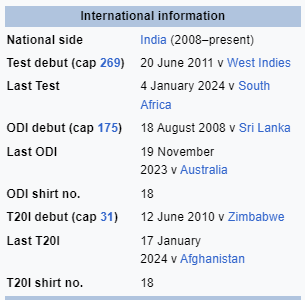 International information
National side India (2008–present)
Test debut (cap 269) 20 June 2011 v West Indies
Last Test 4 January 2024 v South
Africa
ODI debut (cap 175) 18 August 2008 v Sri Lanka
Last ODI 19 November
2023 v Australia
ODI shirt no. 18
T20I debut (cap 31) 12 June 2010 v Zimbabwe
Last T20I 17 January
2024 v Afghanistan
T20I shirt no. 18